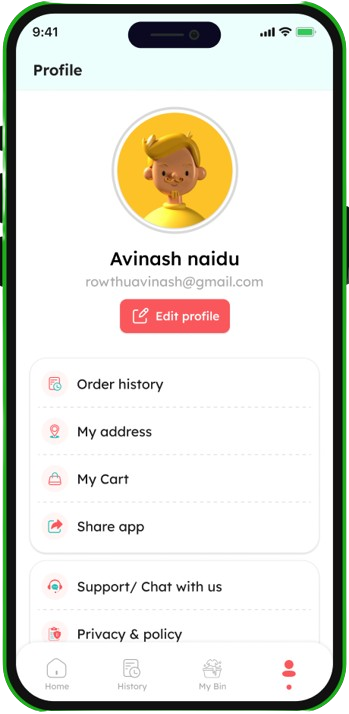 9:41
Profile
Avinash naidu
rowthuavinash@gmail.com
Edit profile
Order history
My address
My Cart
Share app
Support/ Chat with us
Privacy & policy
Home History My Bin